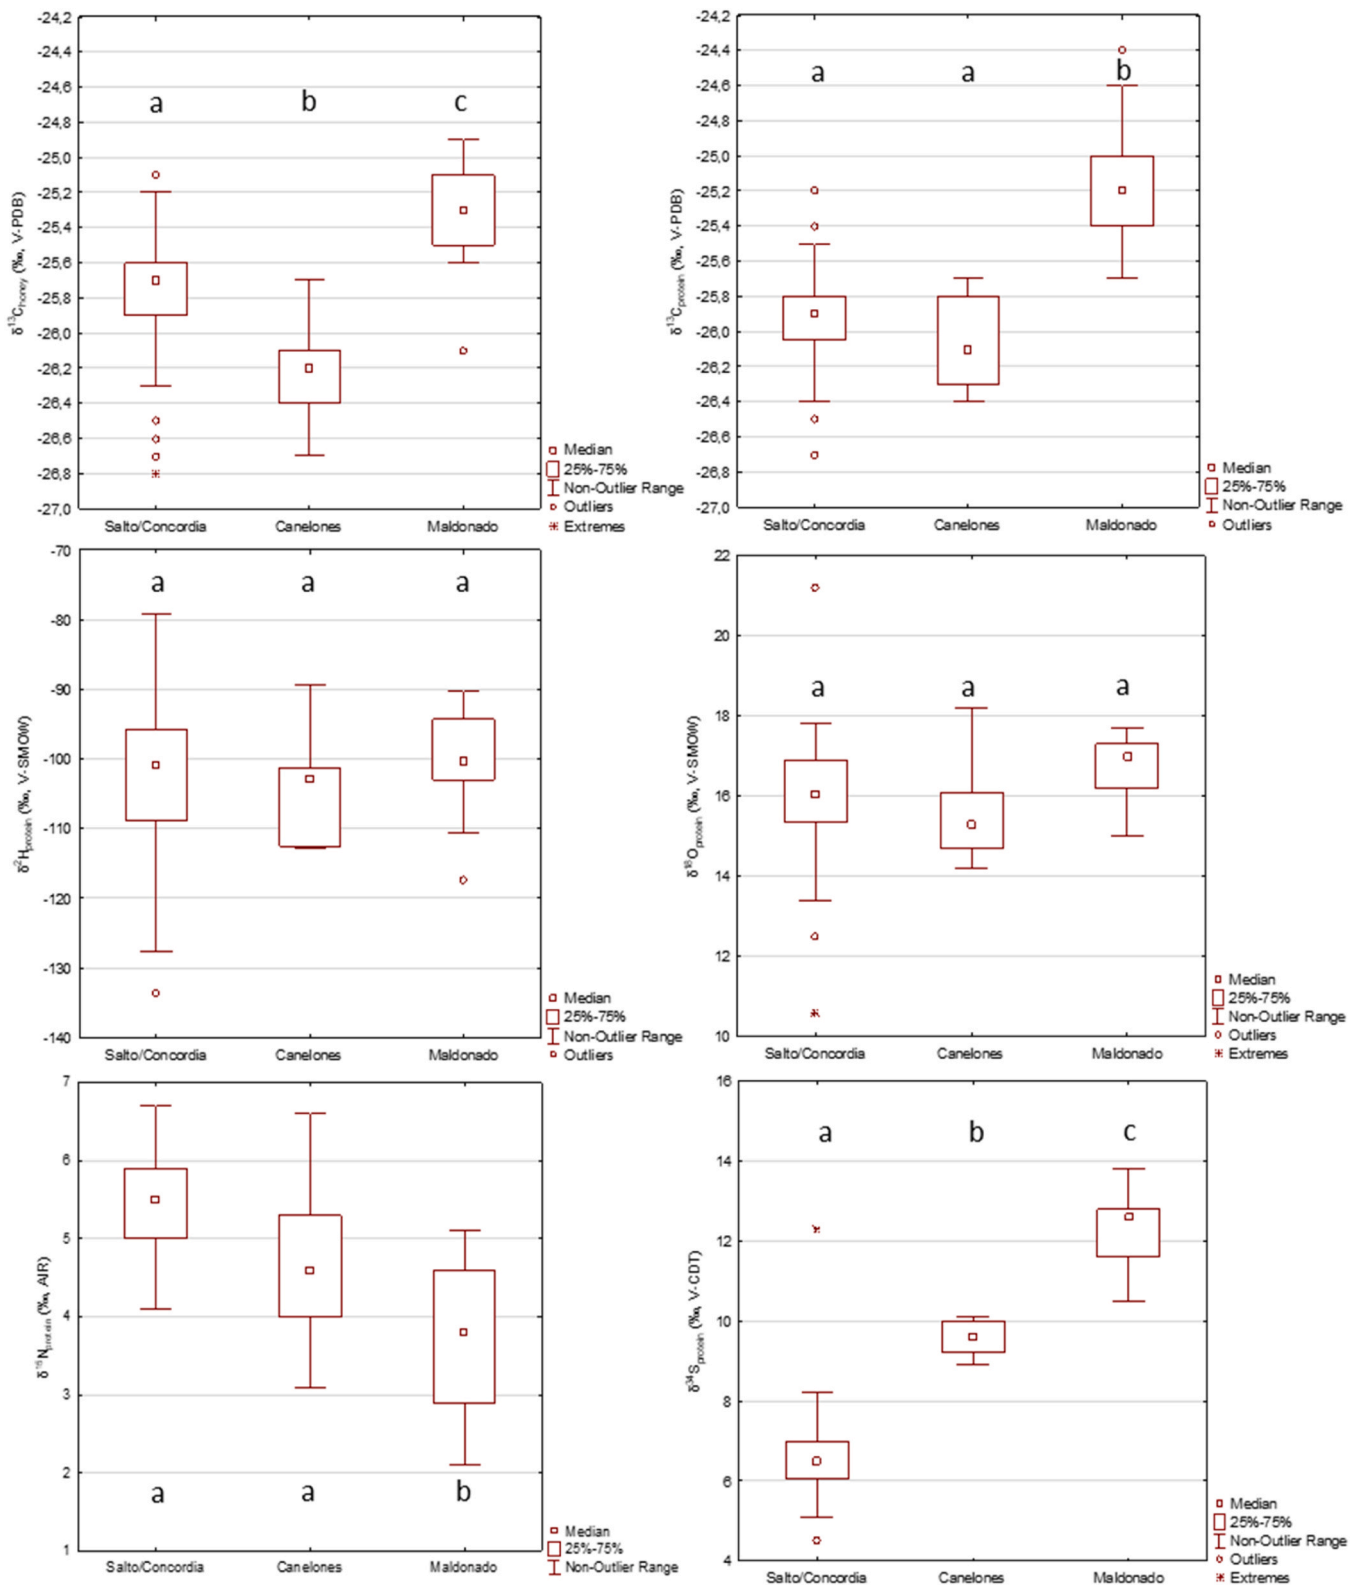 -24,2
-24,4
-24,6
-24,8
-25,0
-25,2
-25,4
-25,6
-25,8
-26,0
-26,2
-26,4
-26,6
-26,8
-27,0
δ¹³C_honey (‰, V-PDB)
a b c
Salto/Concordia Canelones Maldonado
Median
25%-75%
Non-Outlier Range
Outliers
Extremes
-24,2
-24,4
-24,6
-24,8
-25,0
-25,2
-25,4
-25,6
-25,8
-26,0
-26,2
-26,4
-26,6
-26,8
-27,0
δ¹³C_protein (‰, V-PDB)
a a b
Salto/Concordia Canelones Maldonado
Median
25%-75%
Non-Outlier Range
Outliers
-70
-80
-90
-100
-110
-120
-130
-140
δ²H_protein (‰, V-SMOW)
a a a
Salto/Concordia Canelones Maldonado
Median
25%-75%
Non-Outlier Range
Outliers
22
20
18
16
14
12
10
δ¹⁸O_protein (‰, V-SMOW)
a a a
Salto/Concordia Canelones Maldonado
Median
25%-75%
Non-Outlier Range
Outliers
Extremes
7
6
5
4
3
2
1
δ¹⁵N_protein (‰, AIR)
a a b
Salto/Concordia Canelones Maldonado
Median
25%-75%
Non-Outlier Range
16
14
12
10
8
6
4
δ³⁴S_protein (‰, V-CDT)
a b c
Salto/Concordia Canelones Maldonado
Median
25%-75%
Non-Outlier Range
Outliers
Extremes